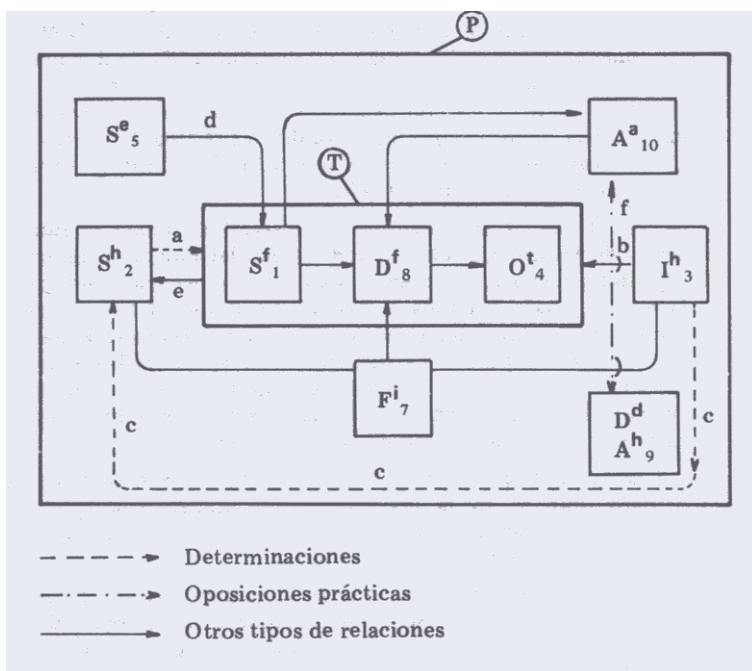 P
S^e_5
d
A^a_10
T
f
S^h_2
a
e
S^f_1
D^f_8
O^t_4
b
I^h_3
F^i_7
D^d
A^h_9
c
c
c
Determinaciones
Oposiciones prácticas
Otros tipos de relaciones